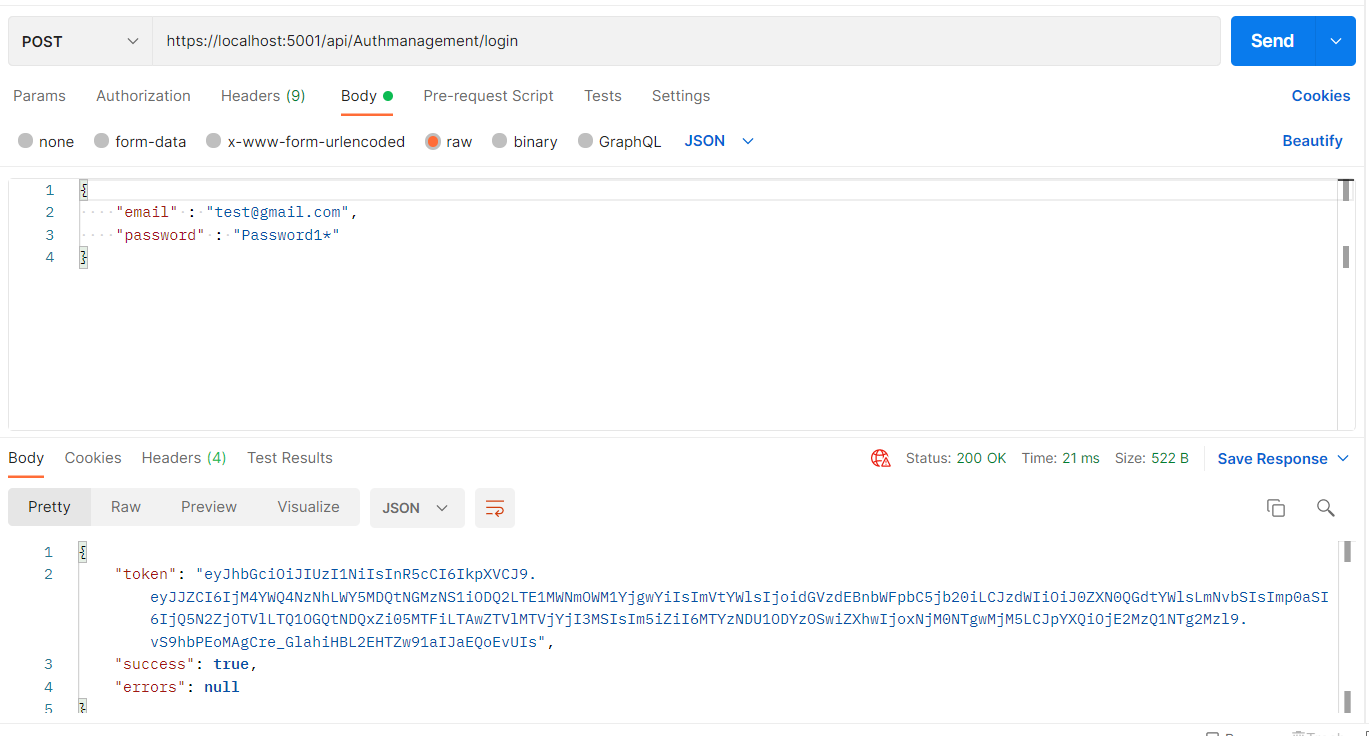 POST https://localhost:5001/api/Authmanagement/login Send
Params Authorization Headers (9) Body Pre-request Script Tests Settings Cookies
none form-data x-www-form-urlencoded raw binary GraphQL JSON Beautify
1 {
2 "email" : "test@gmail.com",
3 "password" : "Password1*"
4 }
Body Cookies Headers (4) Test Results Status: 200 OK Time: 21 ms Size: 522 B Save Response
Pretty Raw Preview Visualize JSON
1 {
2 "token": "eyJhbGciOiJIUzI1NiIsInR5cCI6IkpXVCJ9.
eyJJZCI6IjM4YWQ4NzNhLWY5MDQtNGMzNS1iODQ2LTE1MWNmOWM1YjgwYiIsImVtYWlsIjoidGVzdEBnbWFpbC5jb20iLCJzdWIiOiJ0ZXN0QGdtYWlsLmNvbSIsImp0aSI
6IjQ5N2ZjOTVlLTQ1OGQtNDQxZi05MTFiLTAwZTVlMTVjYjI3MSIsIm5iZiI6MTYzNDU1ODYzOSwiZXhwIjoxNjM0NTgwMjM5LCJpYXQiOjE2MzQ1NTg2Mzl9.
vS9hbPEoMAgCre_GlahiHBL2EHTZw91aIJaEQoEvUIs",
3 "success": true,
4 "errors": null
5 }